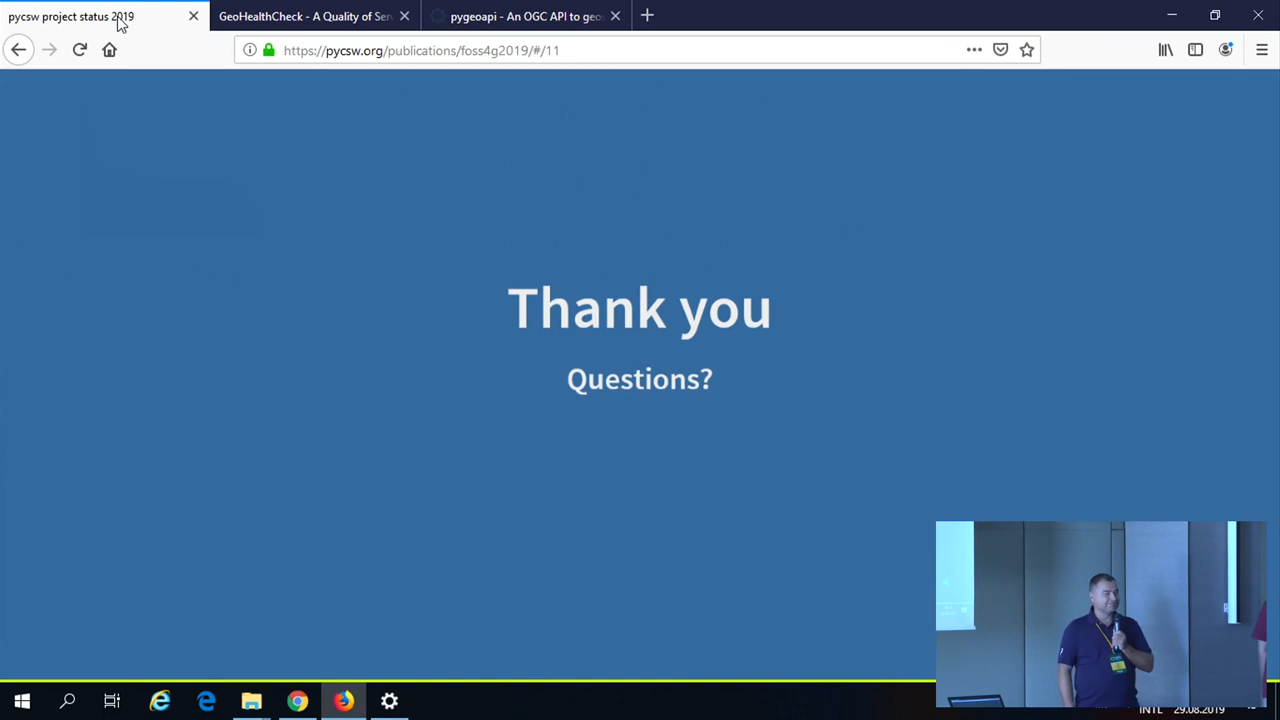 pycsw project status 2019
GeoHealthCheck - A Quality of Ser
pygeoapi - An OGC API to geos
https://pycsw.org/publications/foss4g2019/#/11
Thank you
Questions?
INTL
29.08.2019